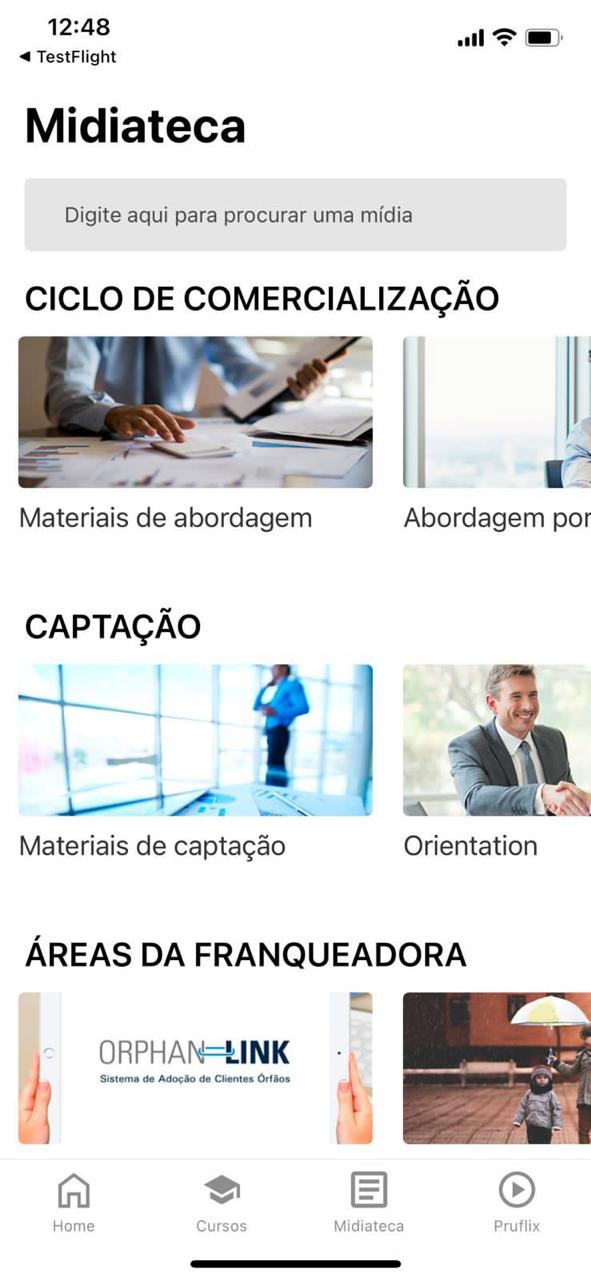 12:48
TestFlight
Midiateca
Digite aqui para procurar uma mídia
CICLO DE COMERCIALIZAÇÃO
Materiais de abordagem
Abordagem por
CAPTAÇÃO
Materiais de captação
Orientation
ÁREAS DA FRANQUEADORA
ORPHAN LINK
Sistema de Adoção de Clientes Órfãos
Home
Cursos
Midiateca
Pruflix